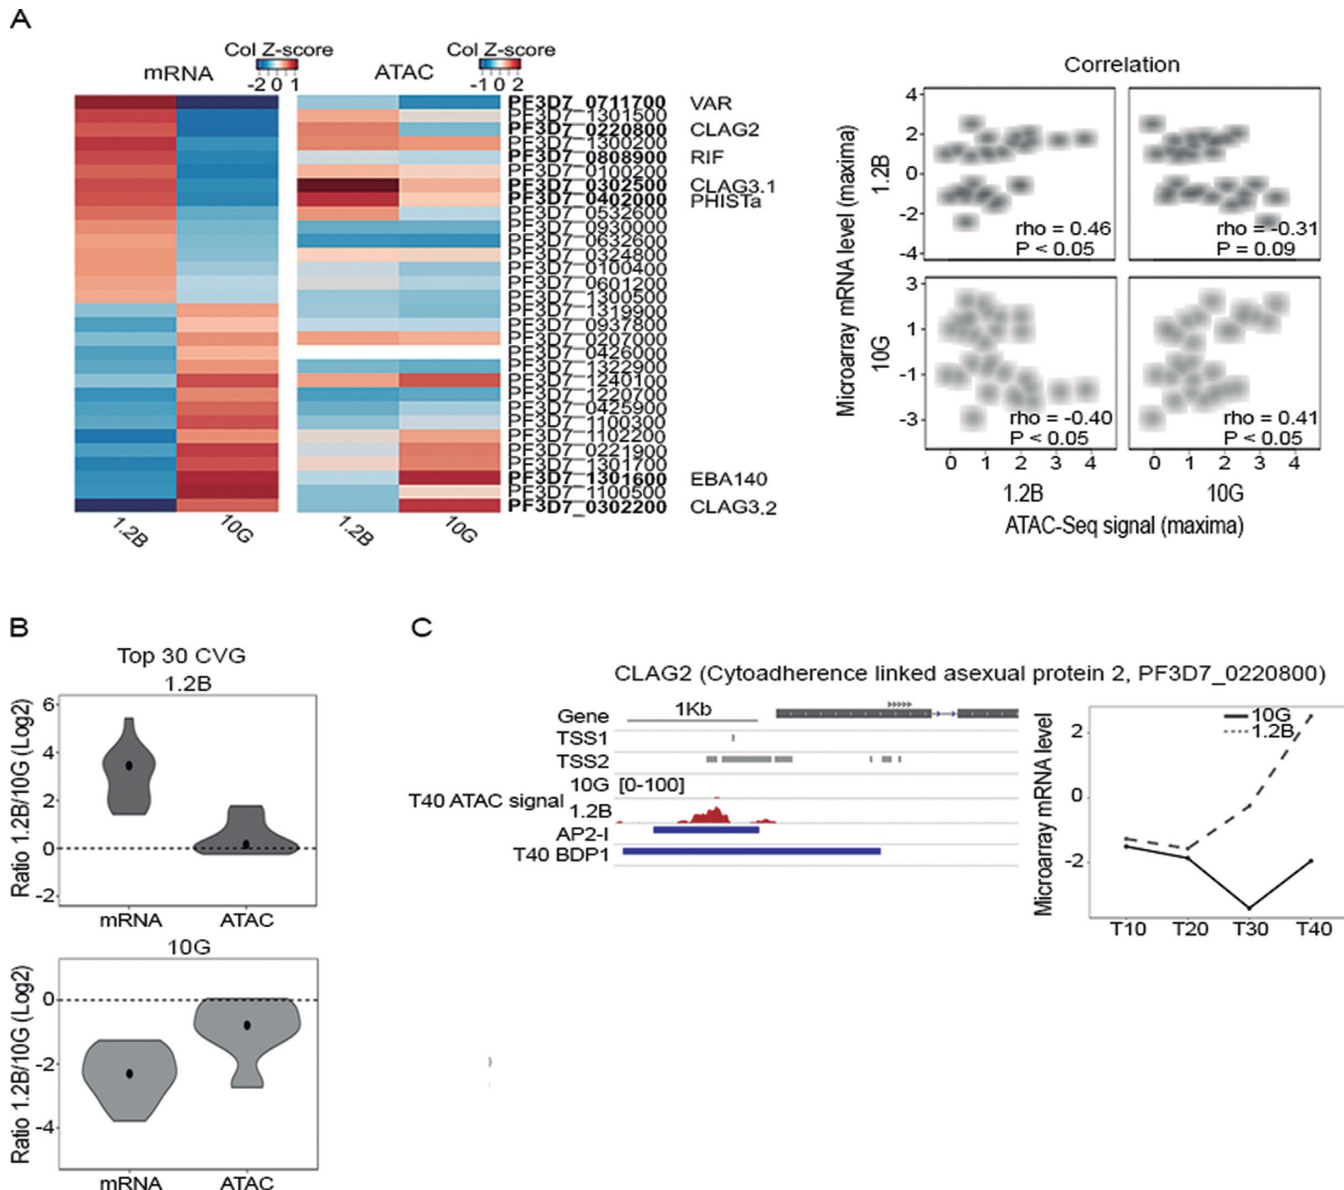 A
Col Z-score
mRNA
-2 0 1
Col Z-score
ATAC
-1 0 2
PF3D7_0711700 VAR
PF3D7_1301500
PF3D7_0220800 CLAG2
PF3D7_1300200
PF3D7_0808900 RIF
PF3D7_0100200
PF3D7_0302500 CLAG3.1
PF3D7_0402000 PHISTa
PF3D7_0532600
PF3D7_0930000
PF3D7_0632600
PF3D7_0324800
PF3D7_0100400
PF3D7_0601200
PF3D7_1300500
PF3D7_1319900
PF3D7_0937800
PF3D7_0207000
PF3D7_0426000
PF3D7_1322900
PF3D7_1240100
PF3D7_1220700
PF3D7_0425900
PF3D7_1100300
PF3D7_1102200
PF3D7_0221900
PF3D7_1301700
PF3D7_1301600 EBA140
PF3D7_1100500
PF3D7_0302200 CLAG3.2
1.2B 10G 1.2B 10G
Correlation
Microarray mRNA level (maxima)
1.2B
4
2
0
-2
-4
rho = 0.46
P < 0.05
rho = -0.31
P = 0.09
10G
3
1
-1
-3
rho = -0.40
P < 0.05
rho = 0.41
P < 0.05
0 1 2 3 4 0 1 2 3 4
1.2B 10G
ATAC-Seq signal (maxima)
B
Top 30 CVG
1.2B
Ratio 1.2B/10G (Log2)
6
4
2
0
-2
mRNA ATAC
10G
Ratio 1.2B/10G (Log2)
0
-2
-4
mRNA ATAC
C
CLAG2 (Cytoadherence linked asexual protein 2, PF3D7_0220800)
1Kb
Gene
TSS1
TSS2
10G [0-100]
T40 ATAC signal
1.2B
AP2-I
T40 BDP1
Microarray mRNA level
2
0
-2
10G
1.2B
T10 T20 T30 T40